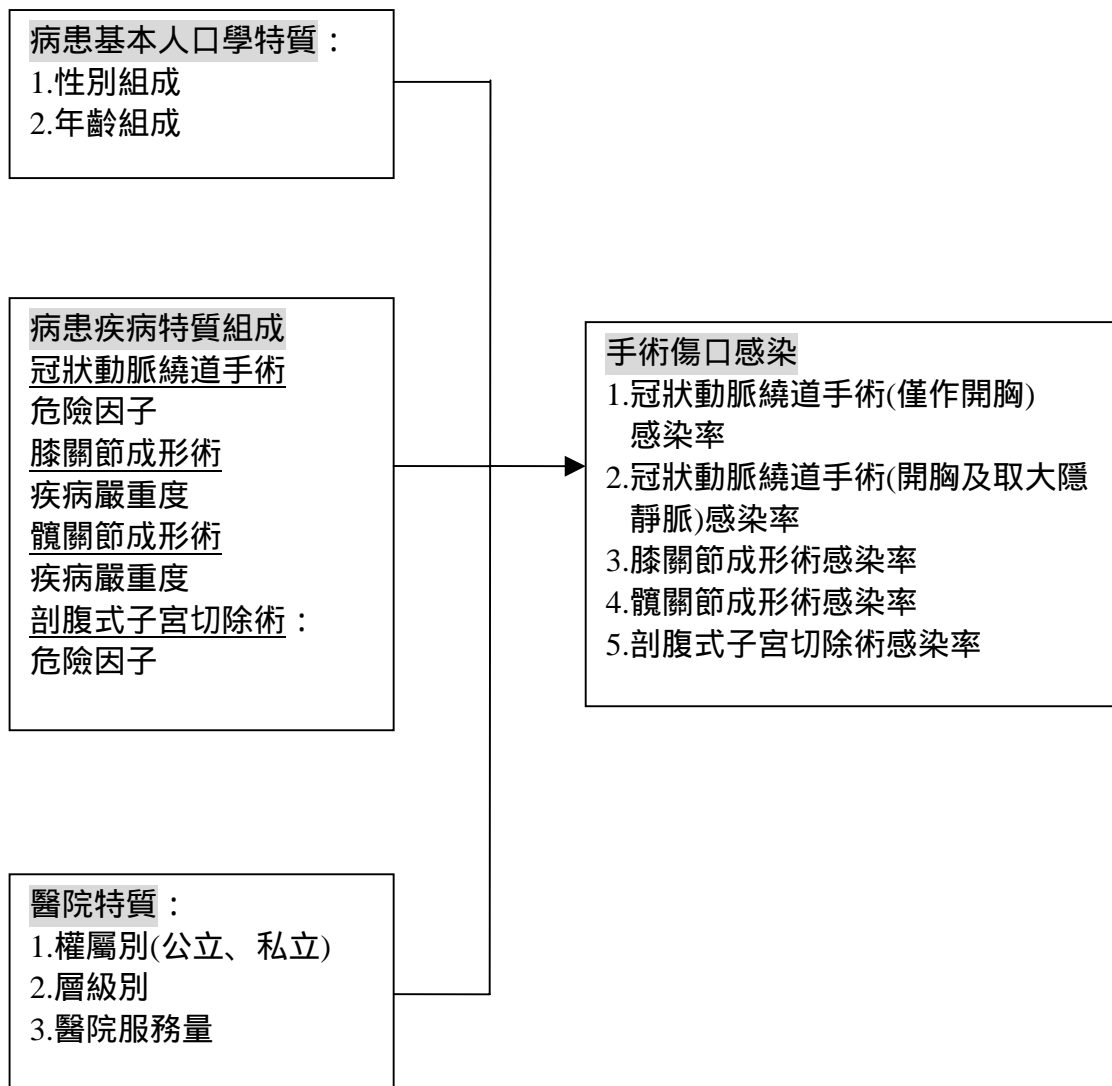 病患基本人口學特質：
1.性別組成
2.年齡組成
病患疾病特質組成
冠狀動脈繞道手術
危險因子
膝關節成形術
疾病嚴重度
髖關節成形術
疾病嚴重度
剖腹式子宮切除術：
危險因子
醫院特質：
1.權屬別(公立、私立)
2.層級別
3.醫院服務量
手術傷口感染
1.冠狀動脈繞道手術(僅作開胸)
感染率
2.冠狀動脈繞道手術(開胸及取大隱
靜脈)感染率
3.膝關節成形術感染率
4.髖關節成形術感染率
5.剖腹式子宮切除術感染率